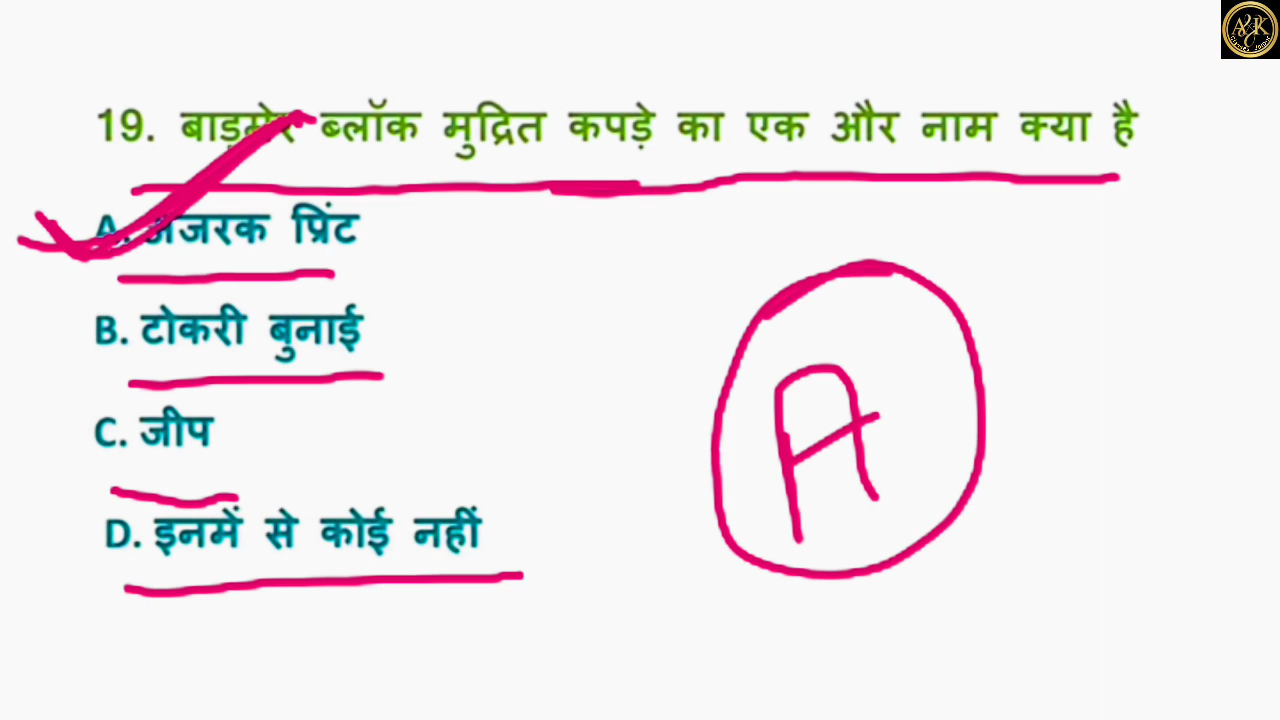 19. बाड़मेर ब्लॉक मुद्रित कपड़े का एक और नाम क्या है
A. अजरक प्रिंट
B. टोकरी बुनाई
C. जीप
D. इनमें से कोई नहीं
A